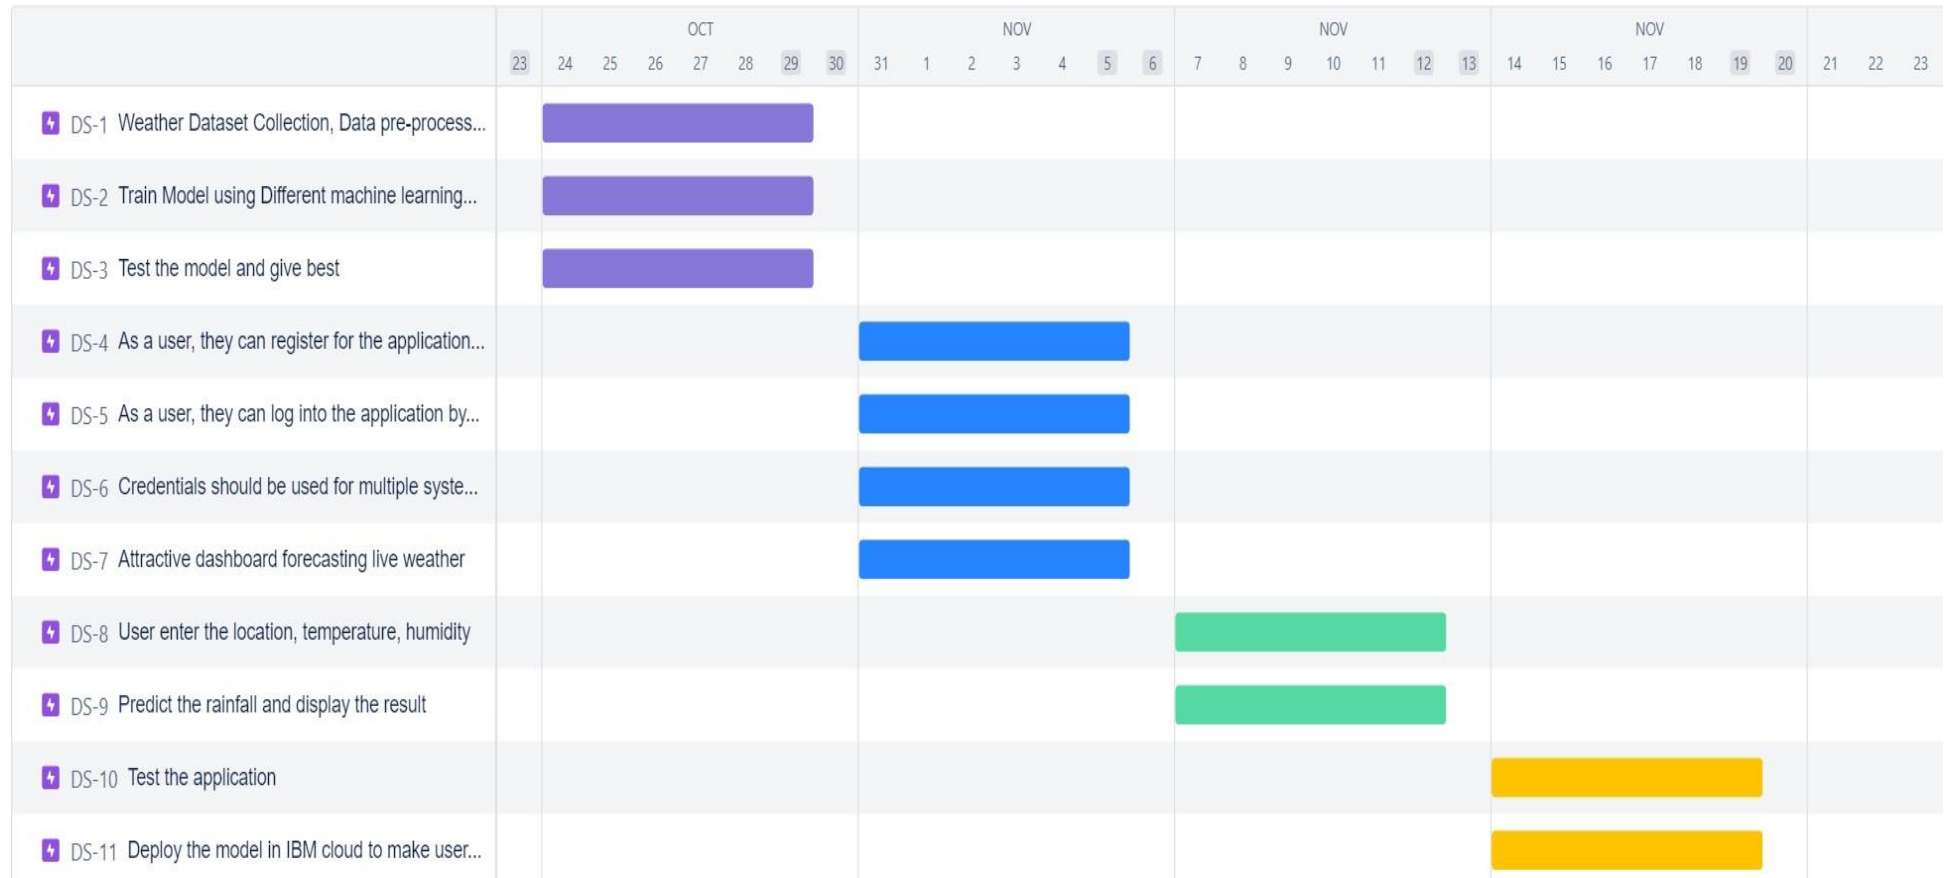 OCT NOV NOV NOV
23 24 25 26 27 28 29 30 31 1 2 3 4 5 6 7 8 9 10 11 12 13 14 15 16 17 18 19 20 21 22 23
DS-1 Weather Dataset Collection, Data pre-process...
DS-2 Train Model using Different machine learning...
DS-3 Test the model and give best
DS-4 As a user, they can register for the application...
DS-5 As a user, they can log into the application by...
DS-6 Credentials should be used for multiple syste...
DS-7 Attractive dashboard forecasting live weather
DS-8 User enter the location, temperature, humidity
DS-9 Predict the rainfall and display the result
DS-10 Test the application
DS-11 Deploy the model in IBM cloud to make user...